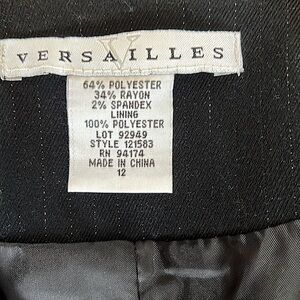 VERSAILLES
64% POLYESTER
34% RAYON
2% SPANDEX
LINING
100% POLYESTER
LOT 92949
STYLE 121583
RN 94174
MADE IN CHINA
12